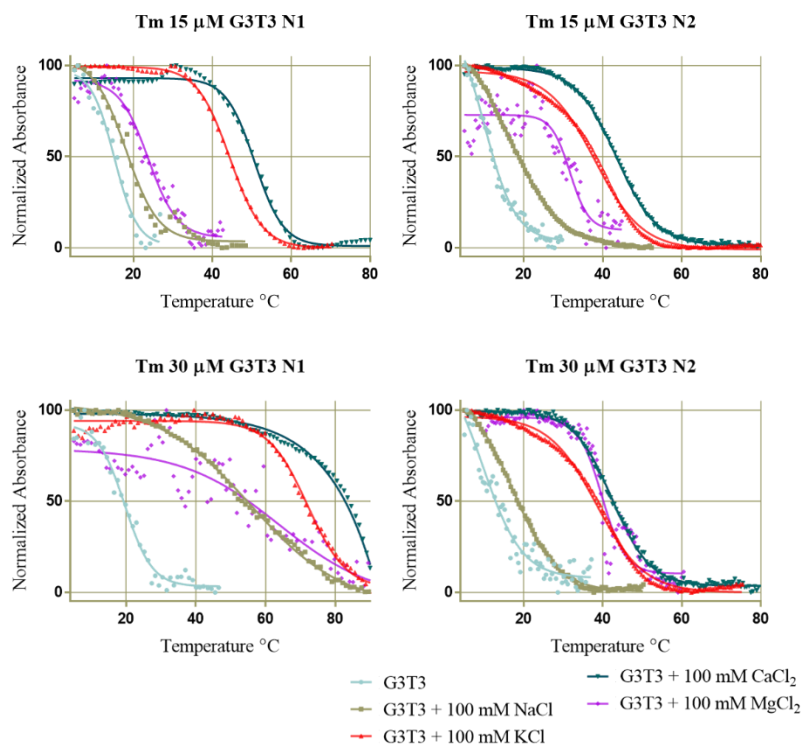 Tm 15 μM G3T3 N1
Tm 15 μM G3T3 N2
Normalized Absorbance
100
50
0
20 40 60 80
Temperature °C
Normalized Absorbance
100
50
0
20 40 60 80
Temperature °C
Tm 30 μM G3T3 N1
Tm 30 μM G3T3 N2
Normalized Absorbance
100
50
0
20 40 60 80
Temperature °C
Normalized Absorbance
100
50
0
20 40 60 80
Temperature °C
G3T3
G3T3 + 100 mM NaCl
G3T3 + 100 mM KCl
G3T3 + 100 mM CaCl₂
G3T3 + 100 mM MgCl₂